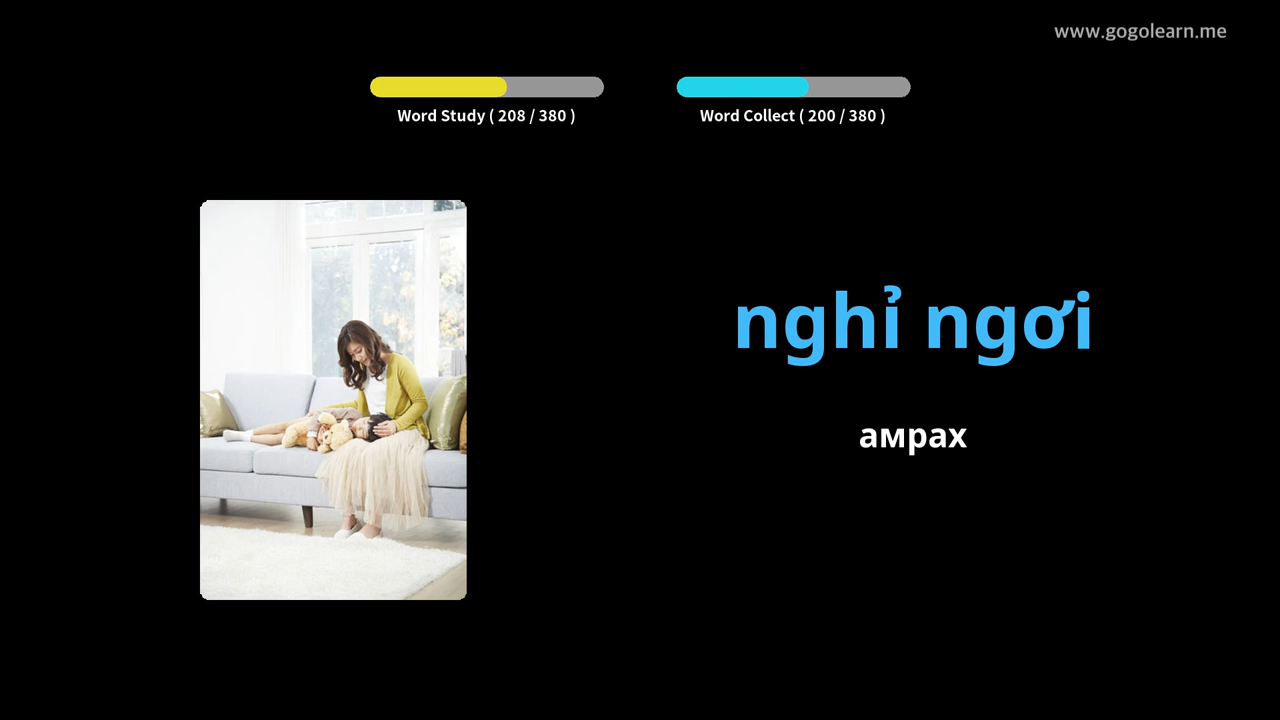 www.gogolearn.me
Word Study ( 208 / 380 )
Word Collect ( 200 / 380 )
nghỉ ngơi
амрах